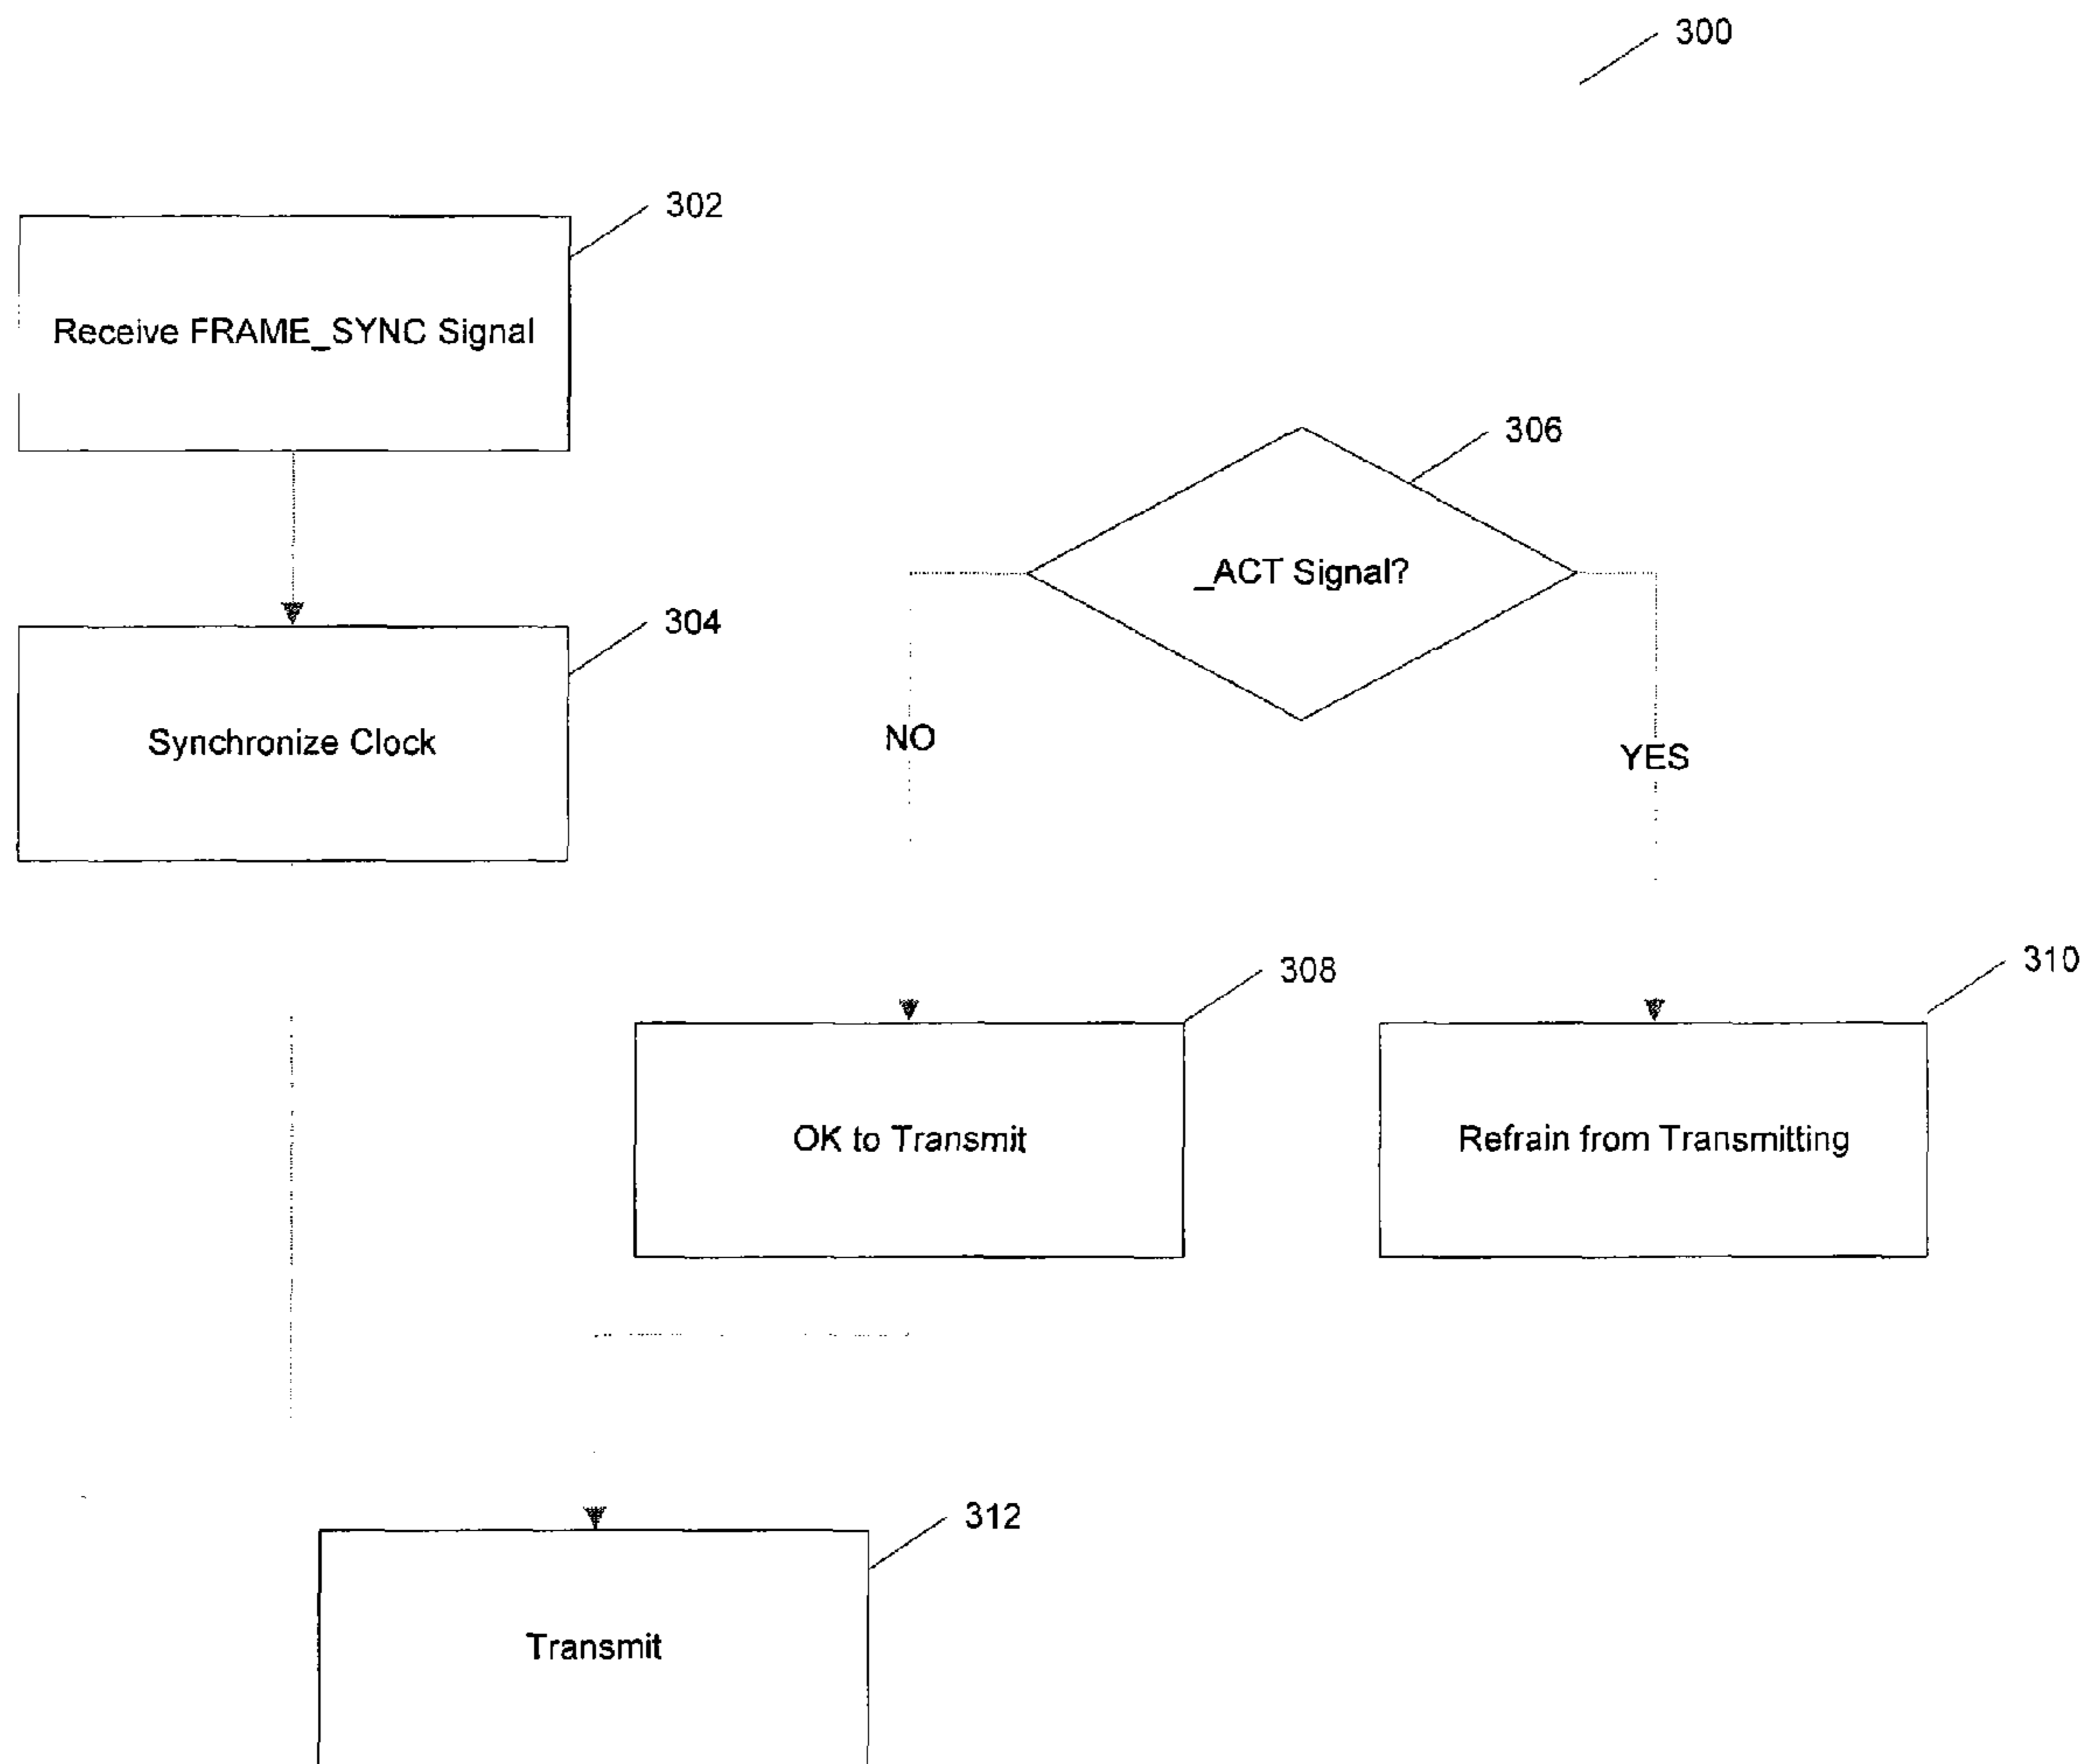 300
302
Receive FRAME_SYNC Signal
306
_ACT Signal?
304
Synchronize Clock
NO
YES
308
310
OK to Transmit
Refrain from Transmitting
312
Transmit